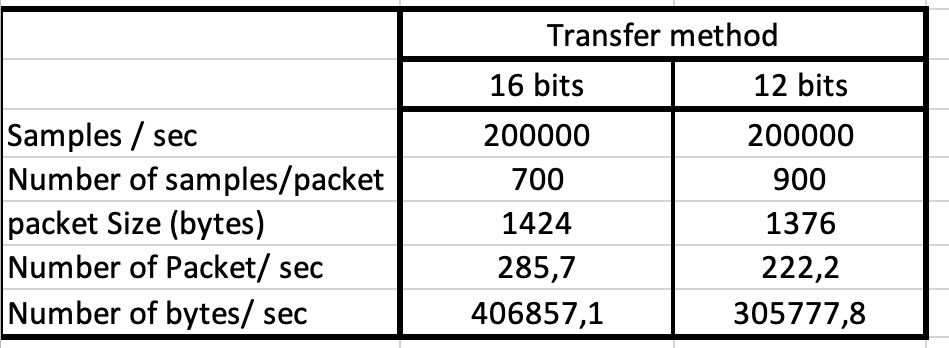 Transfer method
16 bits 12 bits
Samples / sec 200000 200000
Number of samples/packet 700 900
packet Size (bytes) 1424 1376
Number of Packet/ sec 285,7 222,2
Number of bytes/ sec 406857,1 305777,8